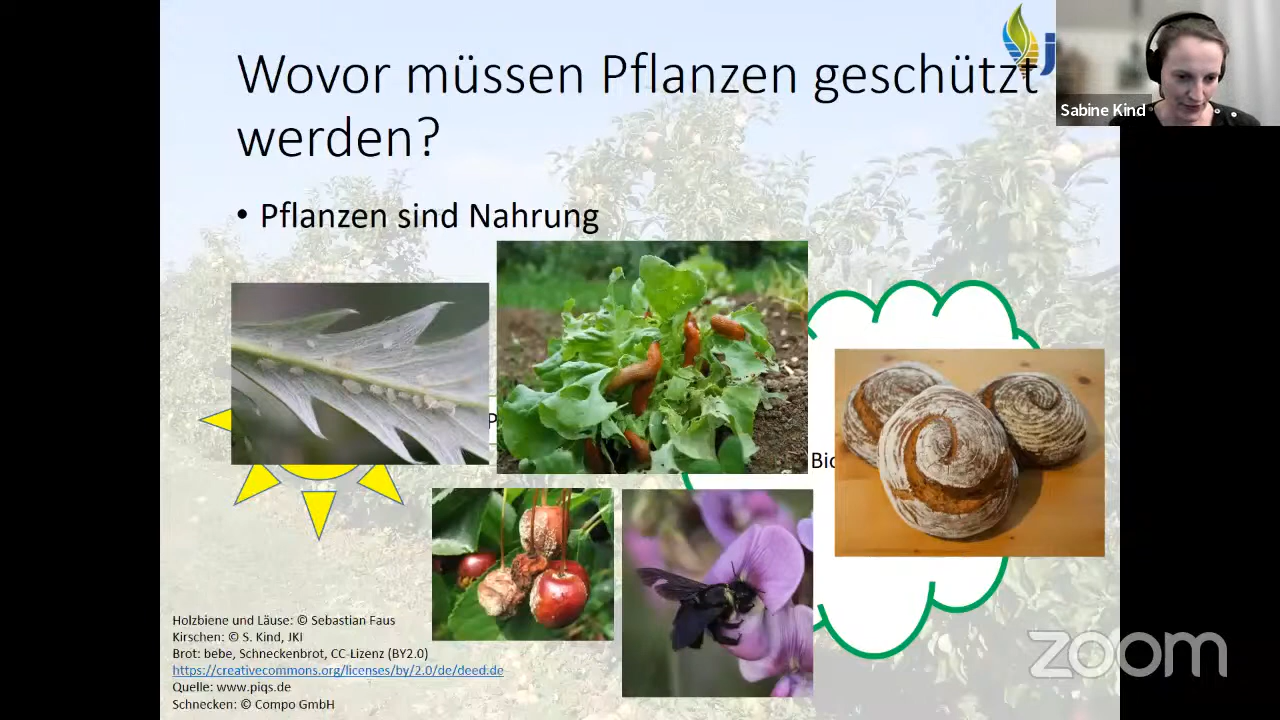 Wovor müssen Pflanzen geschützt
werden?
• Pflanzen sind Nahrung
Sabine Kind
P
Bio
Holzbiene und Läuse: © Sebastian Faus
Kirschen: © S. Kind, JKI
Brot: bebe, Schneckenbrot, CC-Lizenz (BY2.0)
https://creativecommons.org/licenses/by/2.0/de/deed.de
Quelle: www.piqs.de
Schnecken: © Compo GmbH
zoom